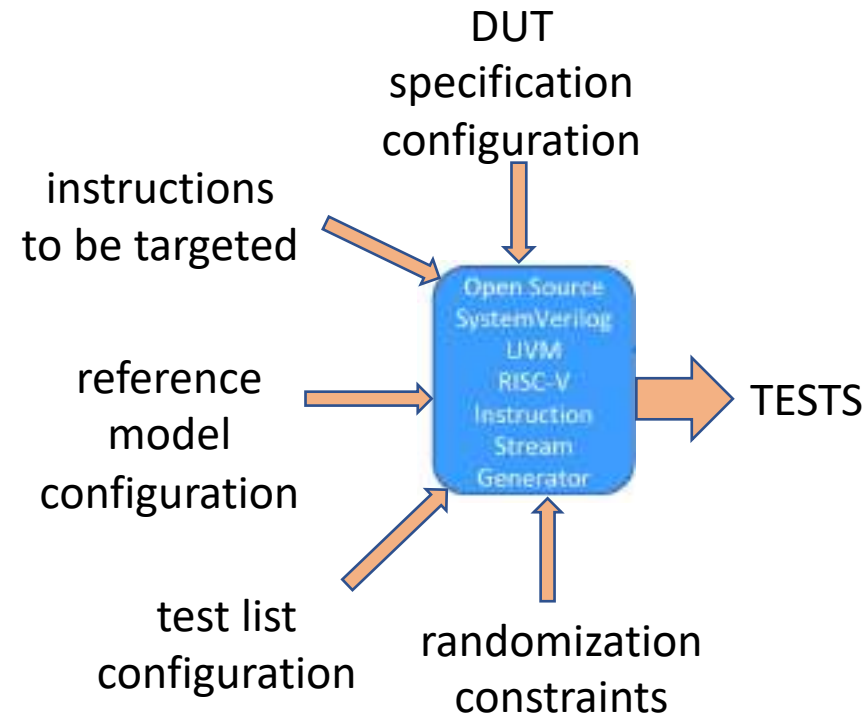 DUT
specification
configuration
instructions
to be targeted
Open Source
SystemVerilog
UVM
RISC-V
Instruction
Stream
Generator
reference
model
configuration
TESTS
test list
configuration
randomization
constraints